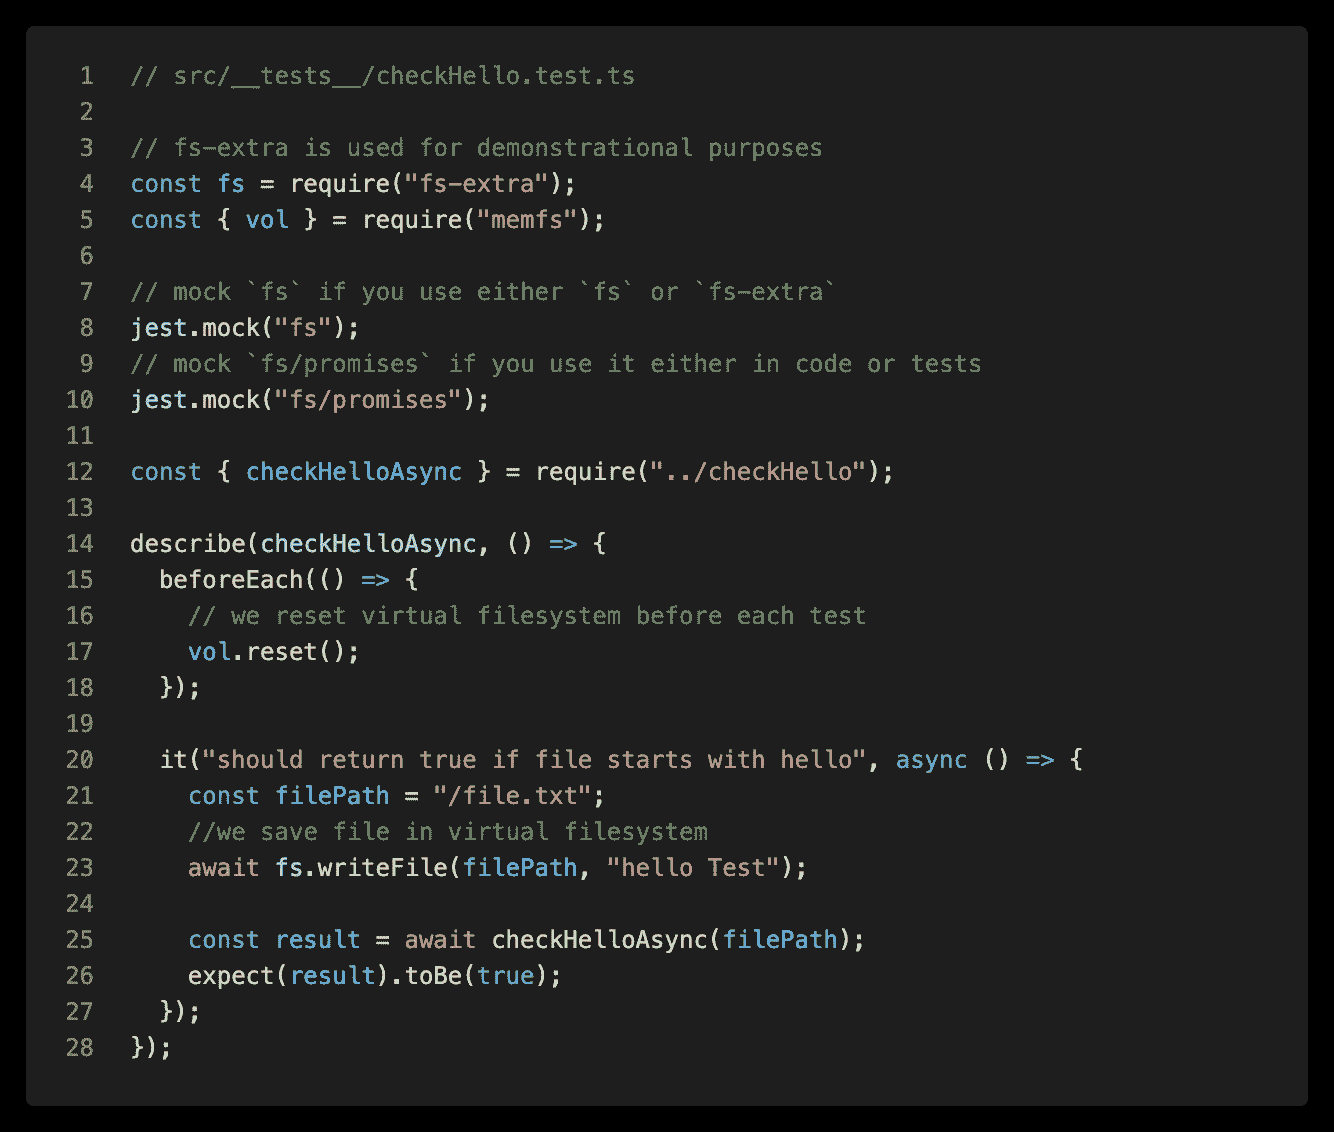 1 // src/__tests__/checkHello.test.ts
2
3 // fs-extra is used for demonstrational purposes
4 const fs = require("fs-extra");
5 const { vol } = require("memfs");
6
7 // mock `fs` if you use either `fs` or `fs-extra`
8 jest.mock("fs");
9 // mock `fs/promises` if you use it either in code or tests
10 jest.mock("fs/promises");
11
12 const { checkHelloAsync } = require("../checkHello");
13
14 describe(checkHelloAsync, () => {
15   beforeEach(() => {
16     // we reset virtual filesystem before each test
17     vol.reset();
18   });
19
20   it("should return true if file starts with hello", async () => {
21     const filePath = "/file.txt";
22     //we save file in virtual filesystem
23     await fs.writeFile(filePath, "hello Test");
24
25     const result = await checkHelloAsync(filePath);
26     expect(result).toBe(true);
27   });
28 });